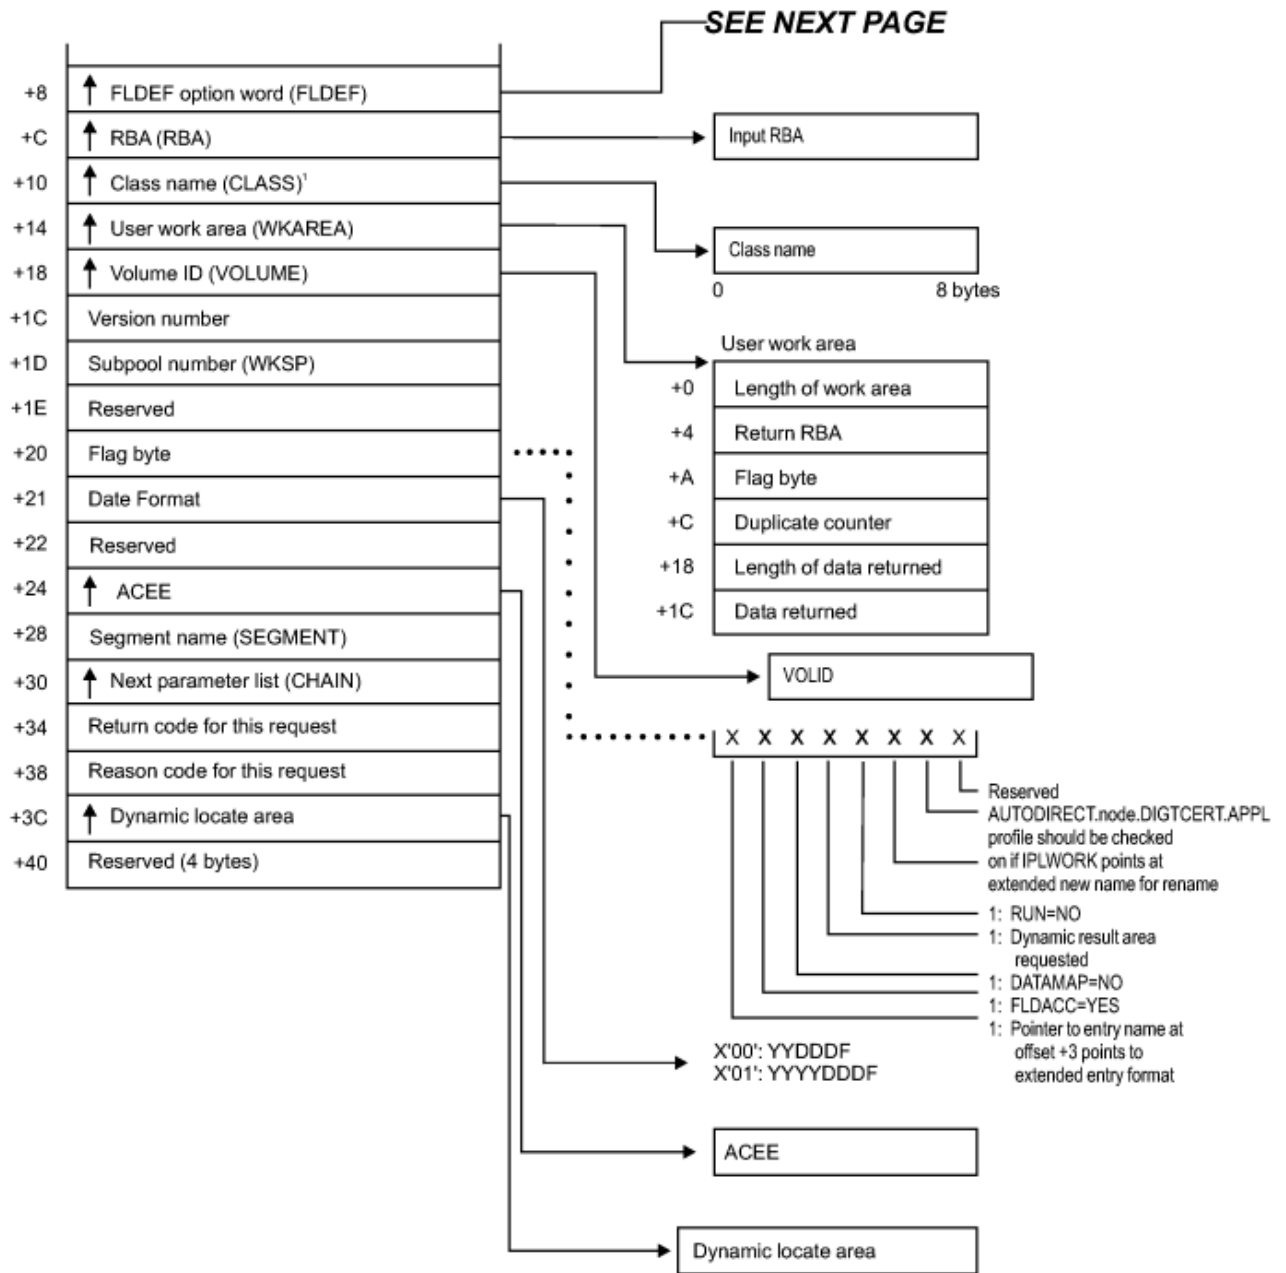 SEE NEXT PAGE
+8 ↑ FLDEF option word (FLDEF)
+C ↑ RBA (RBA)
+10 ↑ Class name (CLASS)¹
+14 ↑ User work area (WKAREA)
+18 ↑ Volume ID (VOLUME)
+1C Version number
+1D Subpool number (WKSP)
+1E Reserved
+20 Flag byte
+21 Date Format
+22 Reserved
+24 ↑ ACEE
+28 Segment name (SEGMENT)
+30 ↑ Next parameter list (CHAIN)
+34 Return code for this request
+38 Reason code for this request
+3C ↑ Dynamic locate area
+40 Reserved (4 bytes)
Input RBA
Class name
0 8 bytes
User work area
+0 Length of work area
+4 Return RBA
+A Flag byte
+C Duplicate counter
+18 Length of data returned
+1C Data returned
VOLID
X X X X X X X X
Reserved
AUTODIRECT.node.DIGTCERT.APPL
profile should be checked
on if IPLWORK points at
extended new name for rename
1: RUN=NO
1: Dynamic result area
requested
1: DATAMAP=NO
1: FLDACC=YES
1: Pointer to entry name at
offset +3 points to
extended entry format
X'00': YYDDDF
X'01': YYYYDDDF
ACEE
Dynamic locate area